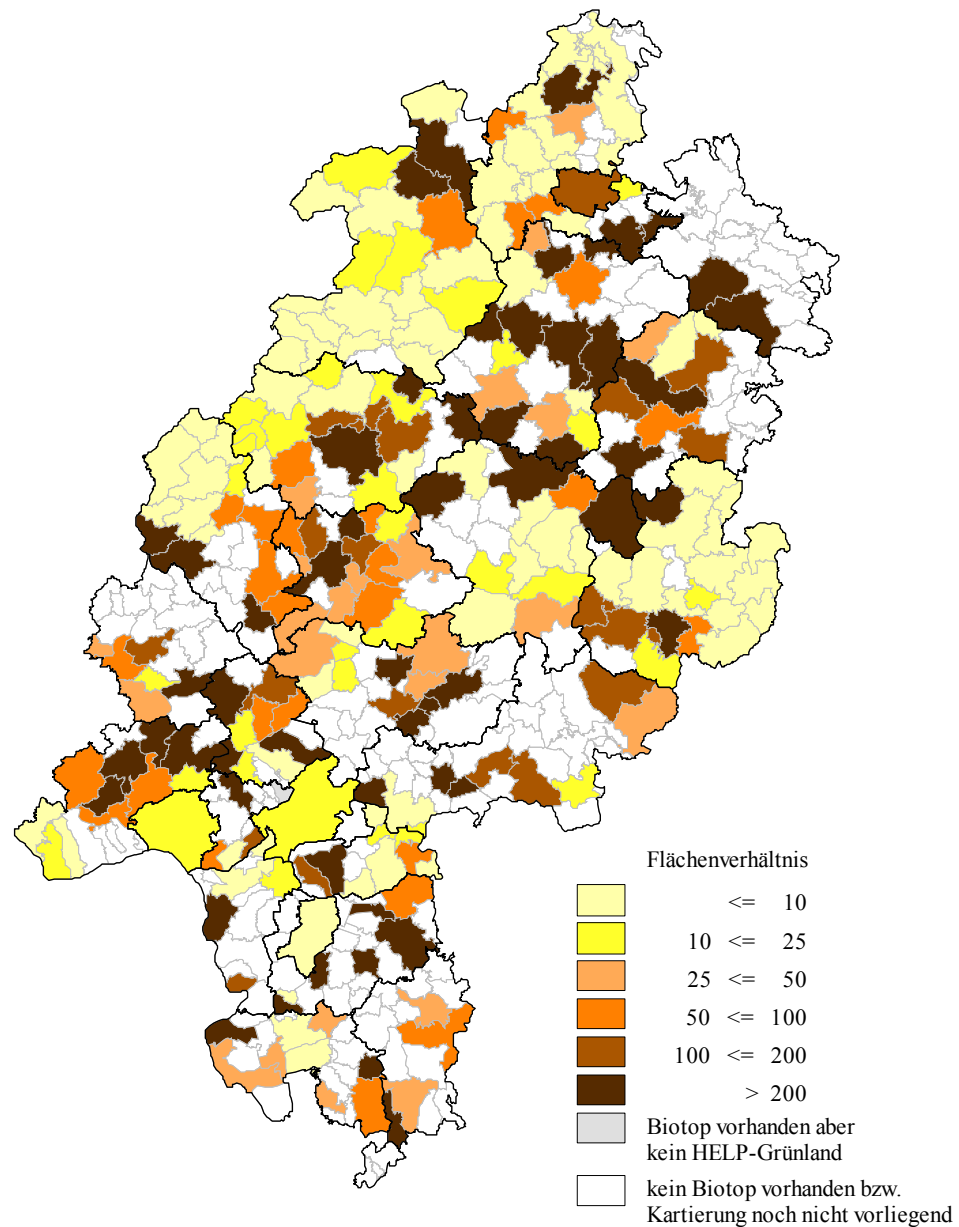 Flächenverhältnis
<= 10
10 <= 25
25 <= 50
50 <= 100
100 <= 200
> 200
Biotop vorhanden aber
kein HELP-Grünland
kein Biotop vorhanden bzw.
Kartierung noch nicht vorliegend